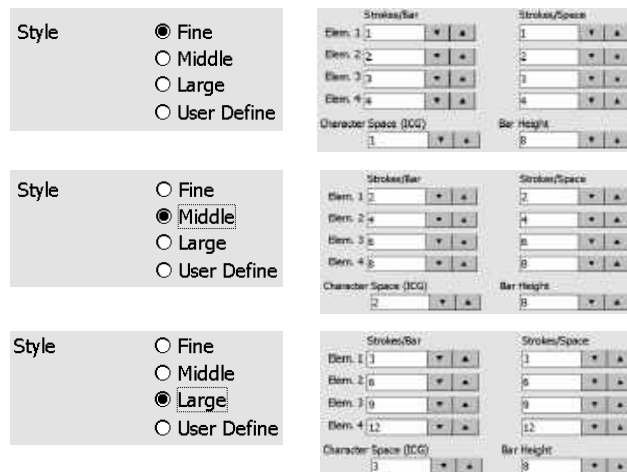 Style
Fine
Middle
Large
User Define
Strokes/Bar Strokes/Space
Elem. 1 1 1
Elem. 2 2 2
Elem. 3 3 3
Elem. 4 4 4
Character Space (ICG) Bar Height
1 8
Style
Fine
Middle
Large
User Define
Strokes/Bar Strokes/Space
Elem. 1 2 2
Elem. 2 4 4
Elem. 3 6 6
Elem. 4 8 8
Character Space (ICG) Bar Height
2 8
Style
Fine
Middle
Large
User Define
Strokes/Bar Strokes/Space
Elem. 1 3 3
Elem. 2 6 6
Elem. 3 9 9
Elem. 4 12 12
Character Space (ICG) Bar Height
3 8